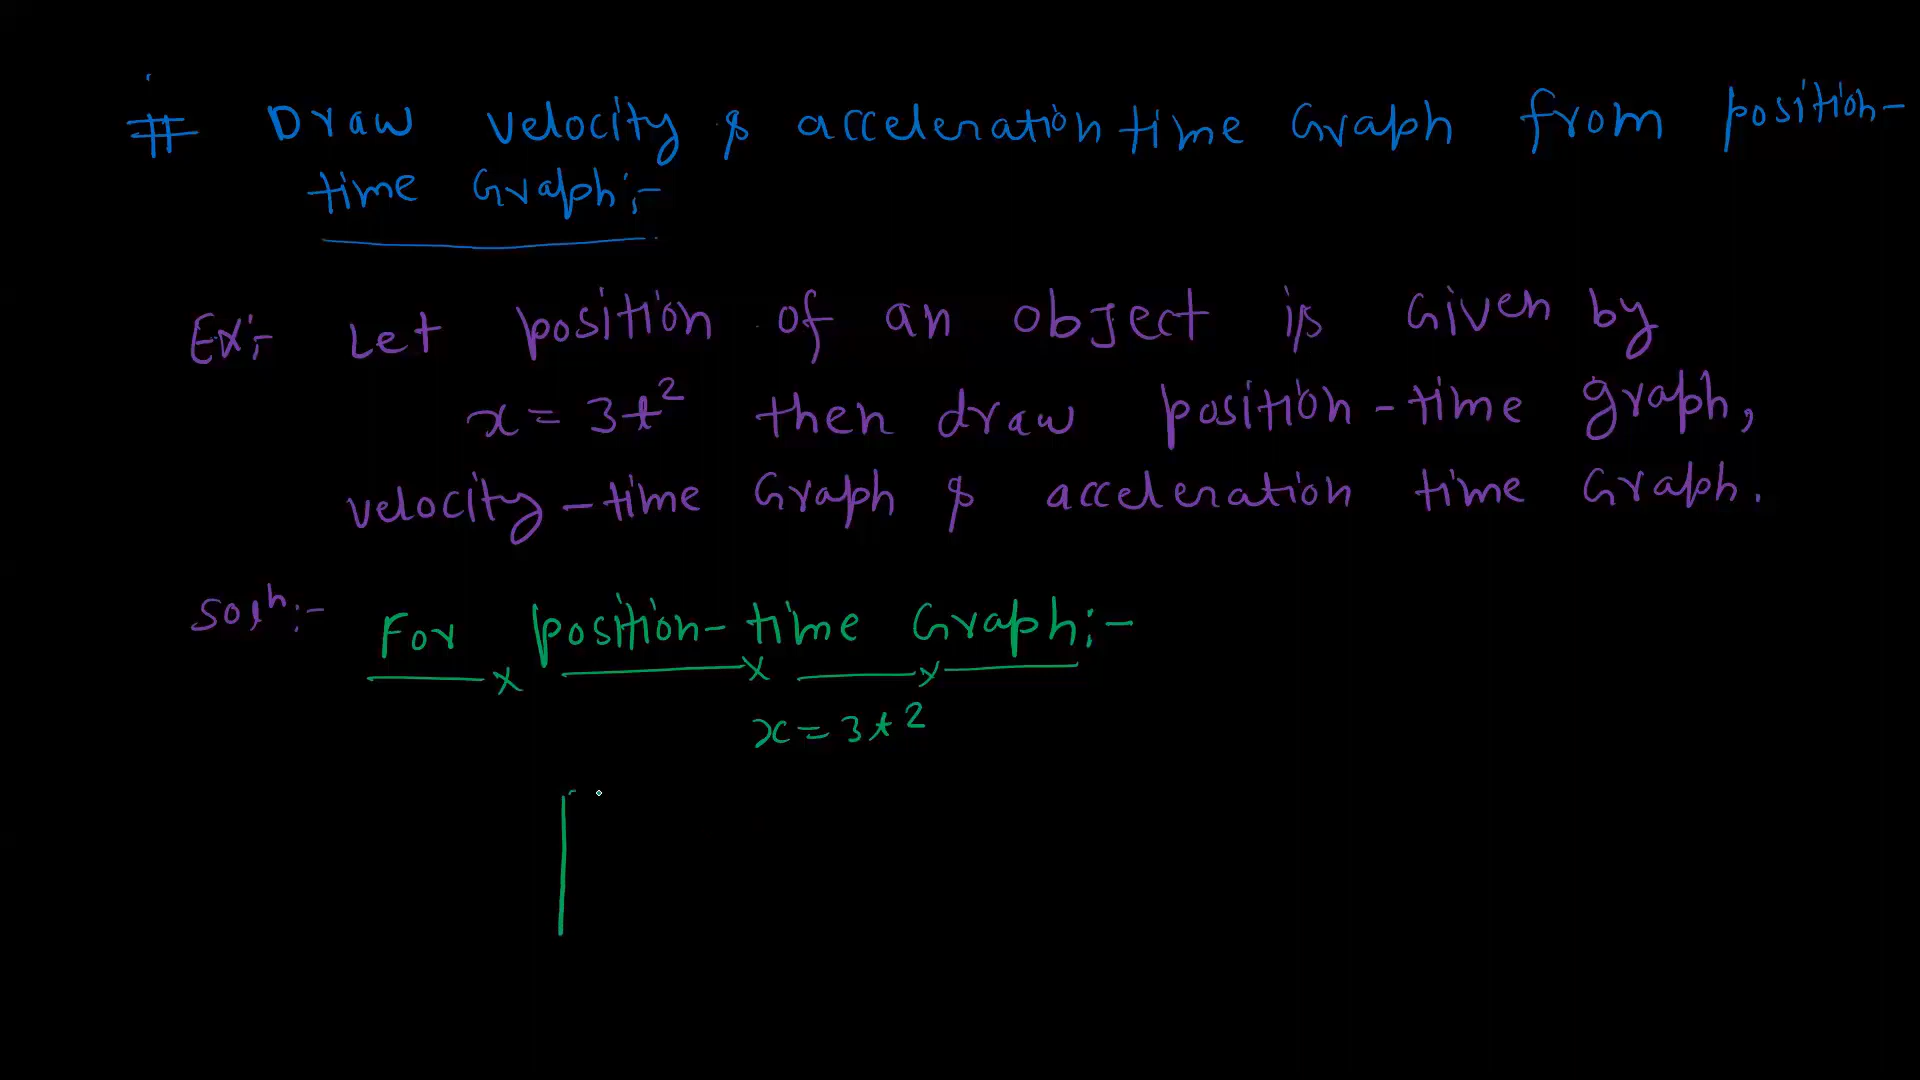 # Draw velocity & acceleration time Graph from position-
time Graph:-
Ex:- Let position of an object is Given by
x = 3t² then draw position-time graph,
velocity-time Graph & acceleration time Graph.
Soln:- For position-time Graph:-
x = 3t²